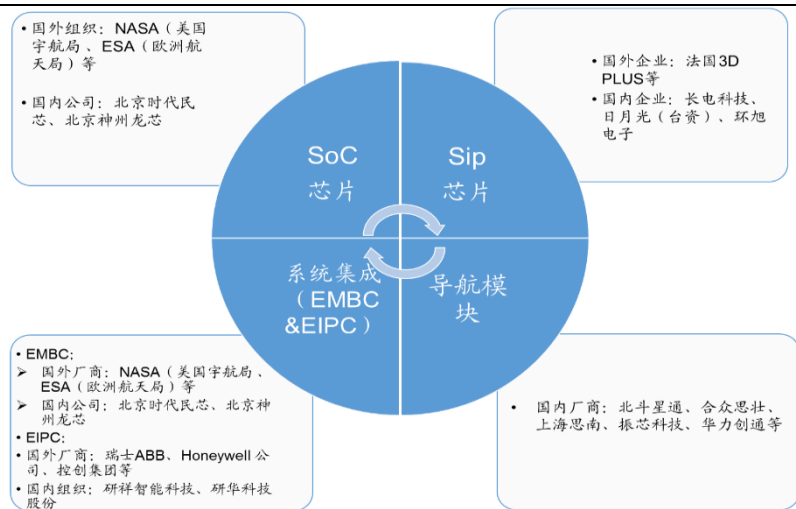 • 国外组织：NASA（美国
宇航局、ESA（欧洲航
天局）等
• 国内公司：北京时代民
芯、北京神州龙芯
• 国外企业：法国3D
PLUS等
• 国内企业：长电科技、
日月光（台资）、环旭
电子
SoC
芯片
Sip
芯片
系统集成
（EMBC
&EIPC）
导航模
块
• EMBC:
➢ 国外厂商：NASA（美国宇航局、
ESA（欧洲航天局）等
➢ 国内公司：北京时代民芯、北京神
州龙芯
• EIPC:
• 国外厂商：瑞士ABB、Honeywell 公
司、控创集团等
• 国内组织：研祥智能科技、研华科技
股份
• 国内厂商：北斗星通、合众思壮、
上海思南、振芯科技、华力创通等